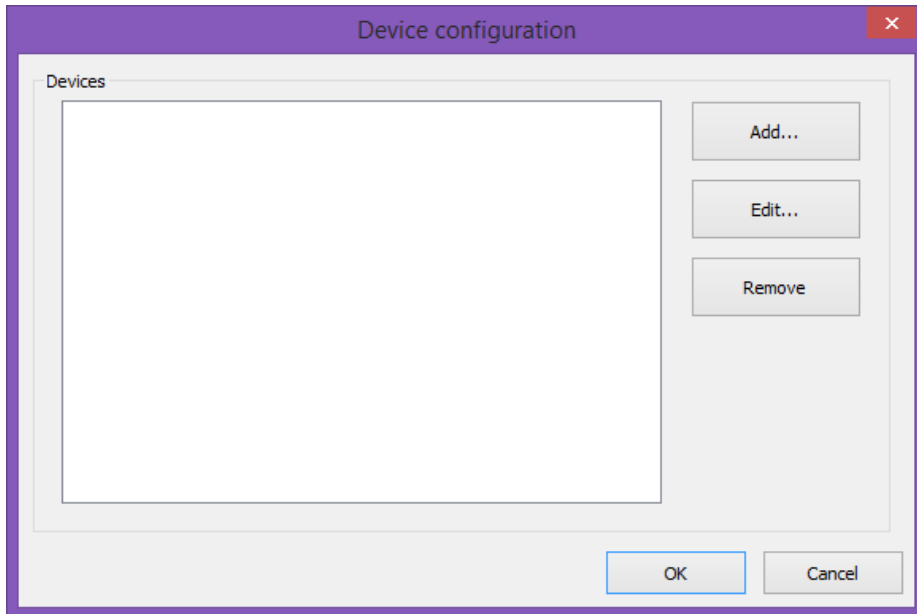 Device configuration
Devices
Add...
Edit...
Remove
OK
Cancel